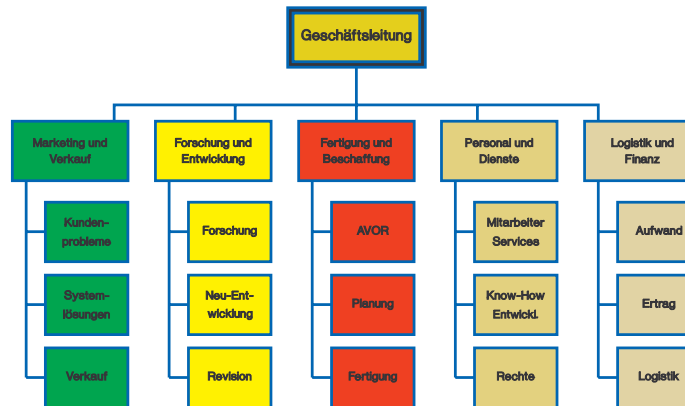 Geschäftsleitung
Marketing und
Verkauf
Forschung und
Entwicklung
Fertigung und
Beschaffung
Personal und
Dienste
Logistik und
Finanz
Kunden-
probleme
Forschung
AVOR
Mitarbeiter
Services
Aufwand
System-
lösungen
Neu-Ent-
wicklung
Planung
Know-How
Entwickl.
Ertrag
Verkauf
Revision
Fertigung
Rechte
Logistik